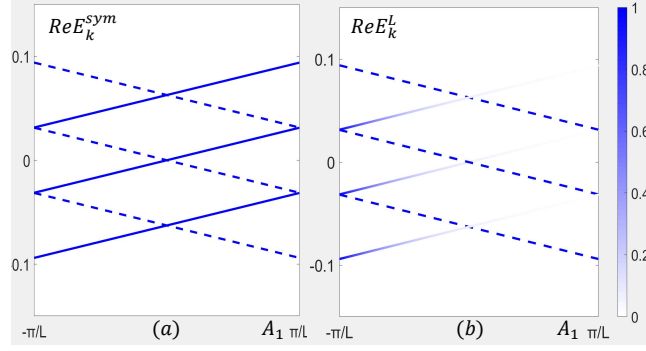 ReE_k^{sym}
0.1
0
0.1
-π/L
(a)
A_1 π/L
ReE_k^L
0.1
0
-0.1
-π/L
(b)
A_1 π/L
1
0.8
0.6
0.4
0.2
0